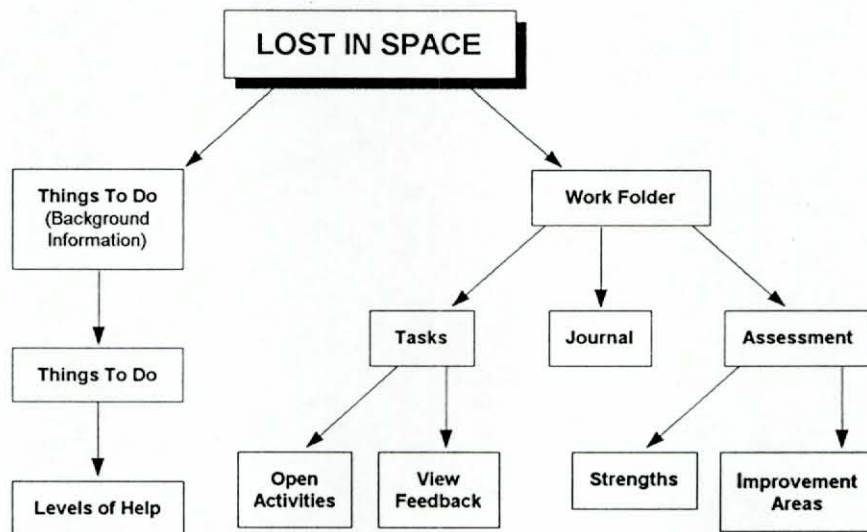 LOST IN SPACE
Things To Do
(Background
Information)
Work Folder
Tasks
Journal
Assessment
Things To Do
Open
Activities
View
Feedback
Strengths
Improvement
Areas
Levels of Help